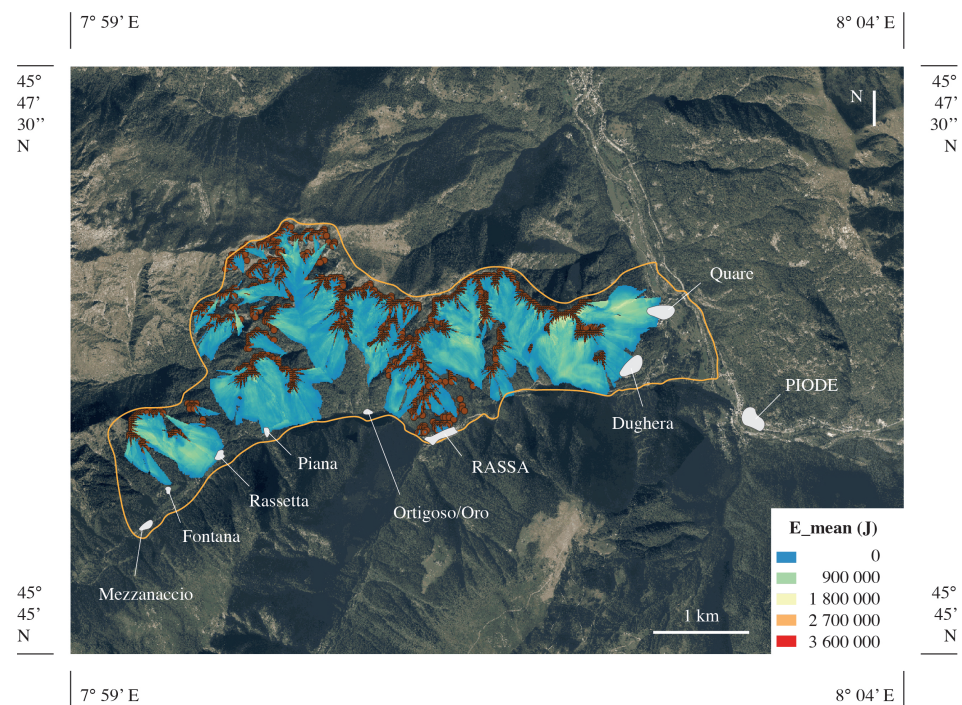 7° 59’ E
8° 04’ E
45°
47’
30’’
N
45°
47’
30’’
N
N
Quare
PIODE
Dughera
RASSA
Piana
Rassetta
Ortigoso/Oro
Fontana
Mezzanaccio
E_mean (J)
0
900 000
1 800 000
2 700 000
3 600 000
1 km
45°
45’
N
45°
45’
N
7° 59’ E
8° 04’ E